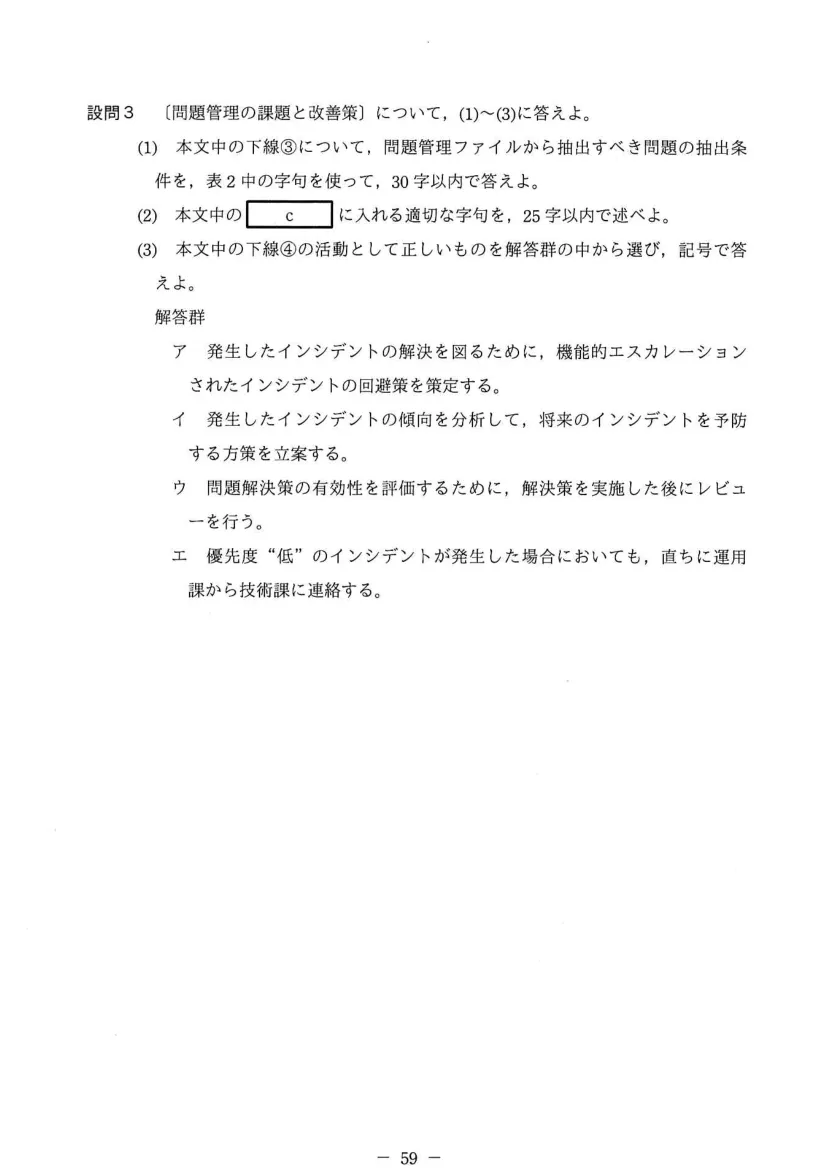 設問3　〔問題管理の課題と改善策〕について，(1)～(3)に答えよ。
(1)　本文中の下線③について，問題管理ファイルから抽出すべき問題の抽出条
件を，表2中の字句を使って，30字以内で答えよ。
(2)　本文中の c に入れる適切な字句を，25字以内で述べよ。
(3)　本文中の下線④の活動として正しいものを解答群の中から選び，記号で答
えよ。
解答群
ア　発生したインシデントの解決を図るために，機能的エスカレーション
されたインシデントの回避策を策定する。
イ　発生したインシデントの傾向を分析して，将来のインシデントを予防
する方策を立案する。
ウ　問題解決策の有効性を評価するために，解決策を実施した後にレビュ
ーを行う。
エ　優先度“低”のインシデントが発生した場合においても，直ちに運用
課から技術課に連絡する。
－ 59 －